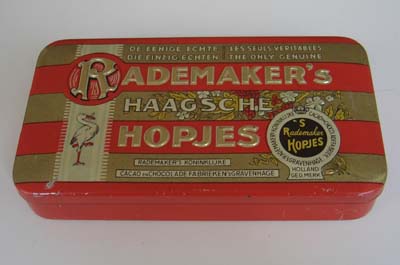 DE EENIGE ECHTE LES SEULS VERITABLES
DIE EINZIG ECHTEN THE ONLY GENUINE
RADEMAKER'S
HAAGSCHE
HOPJES
RADEMAKER'S KONINKLIJKE
CACAO EN CHOCOLADE FABRIEKEN 'S GRAVENHAGE
'S
Rademaker
HOPJES
HOLLAND
GED. MERK